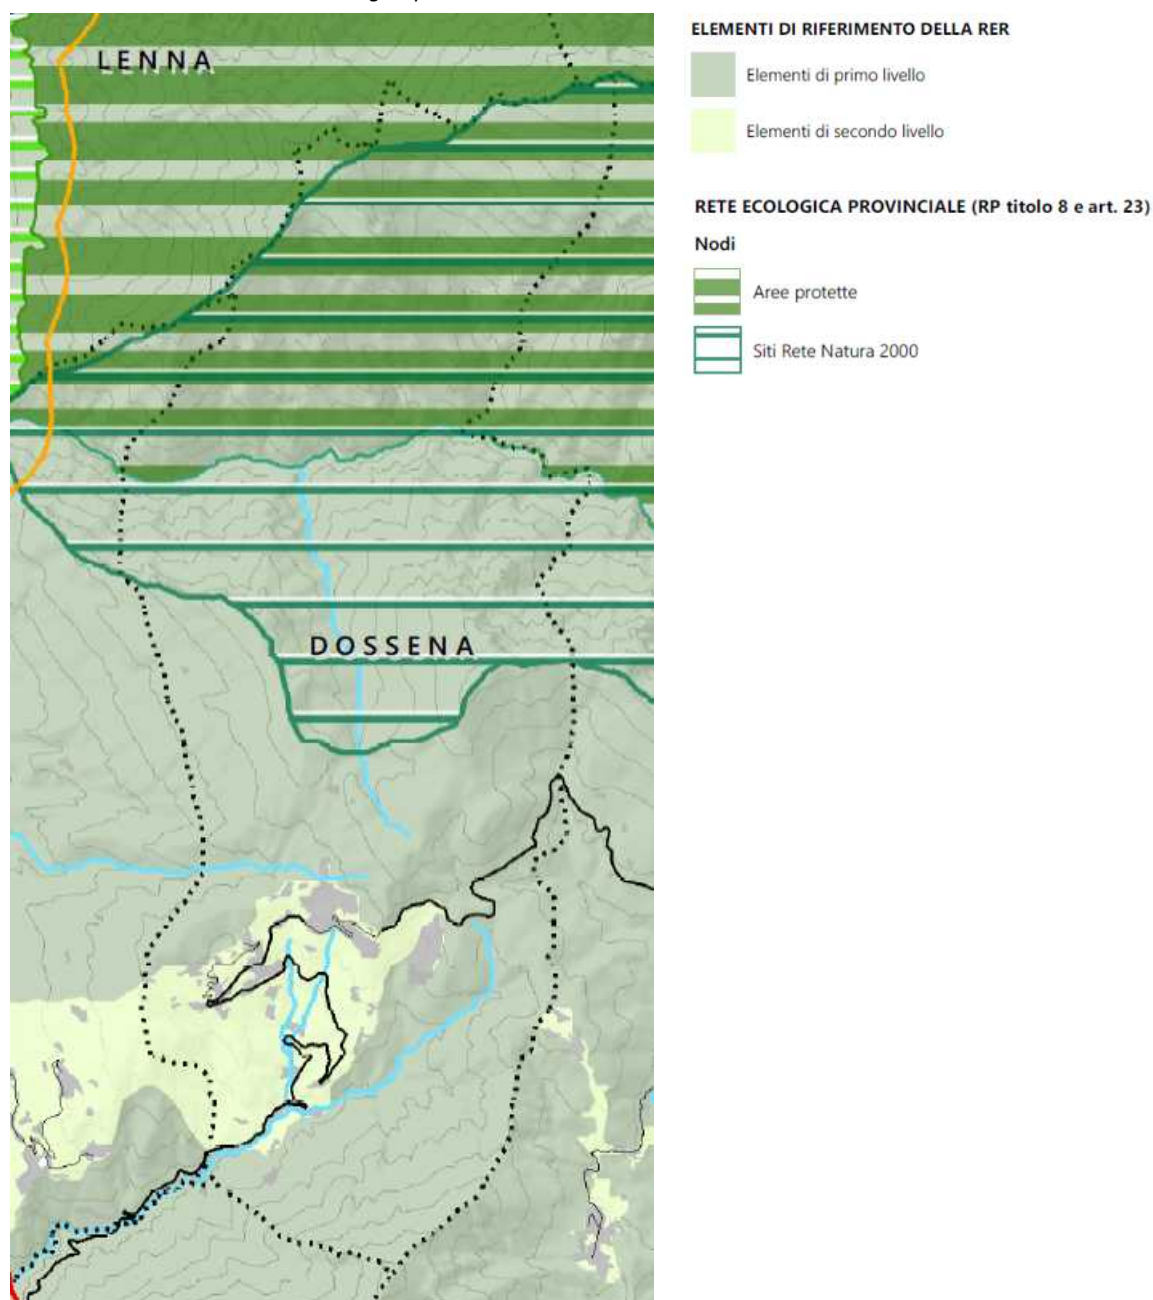 LENNA
DOSSENA
ELEMENTI DI RIFERIMENTO DELLA RER
Elementi di primo livello
Elementi di secondo livello
RETE ECOLOGICA PROVINCIALE (RP titolo 8 e art. 23)
Nodi
Aree protette
Siti Rete Natura 2000